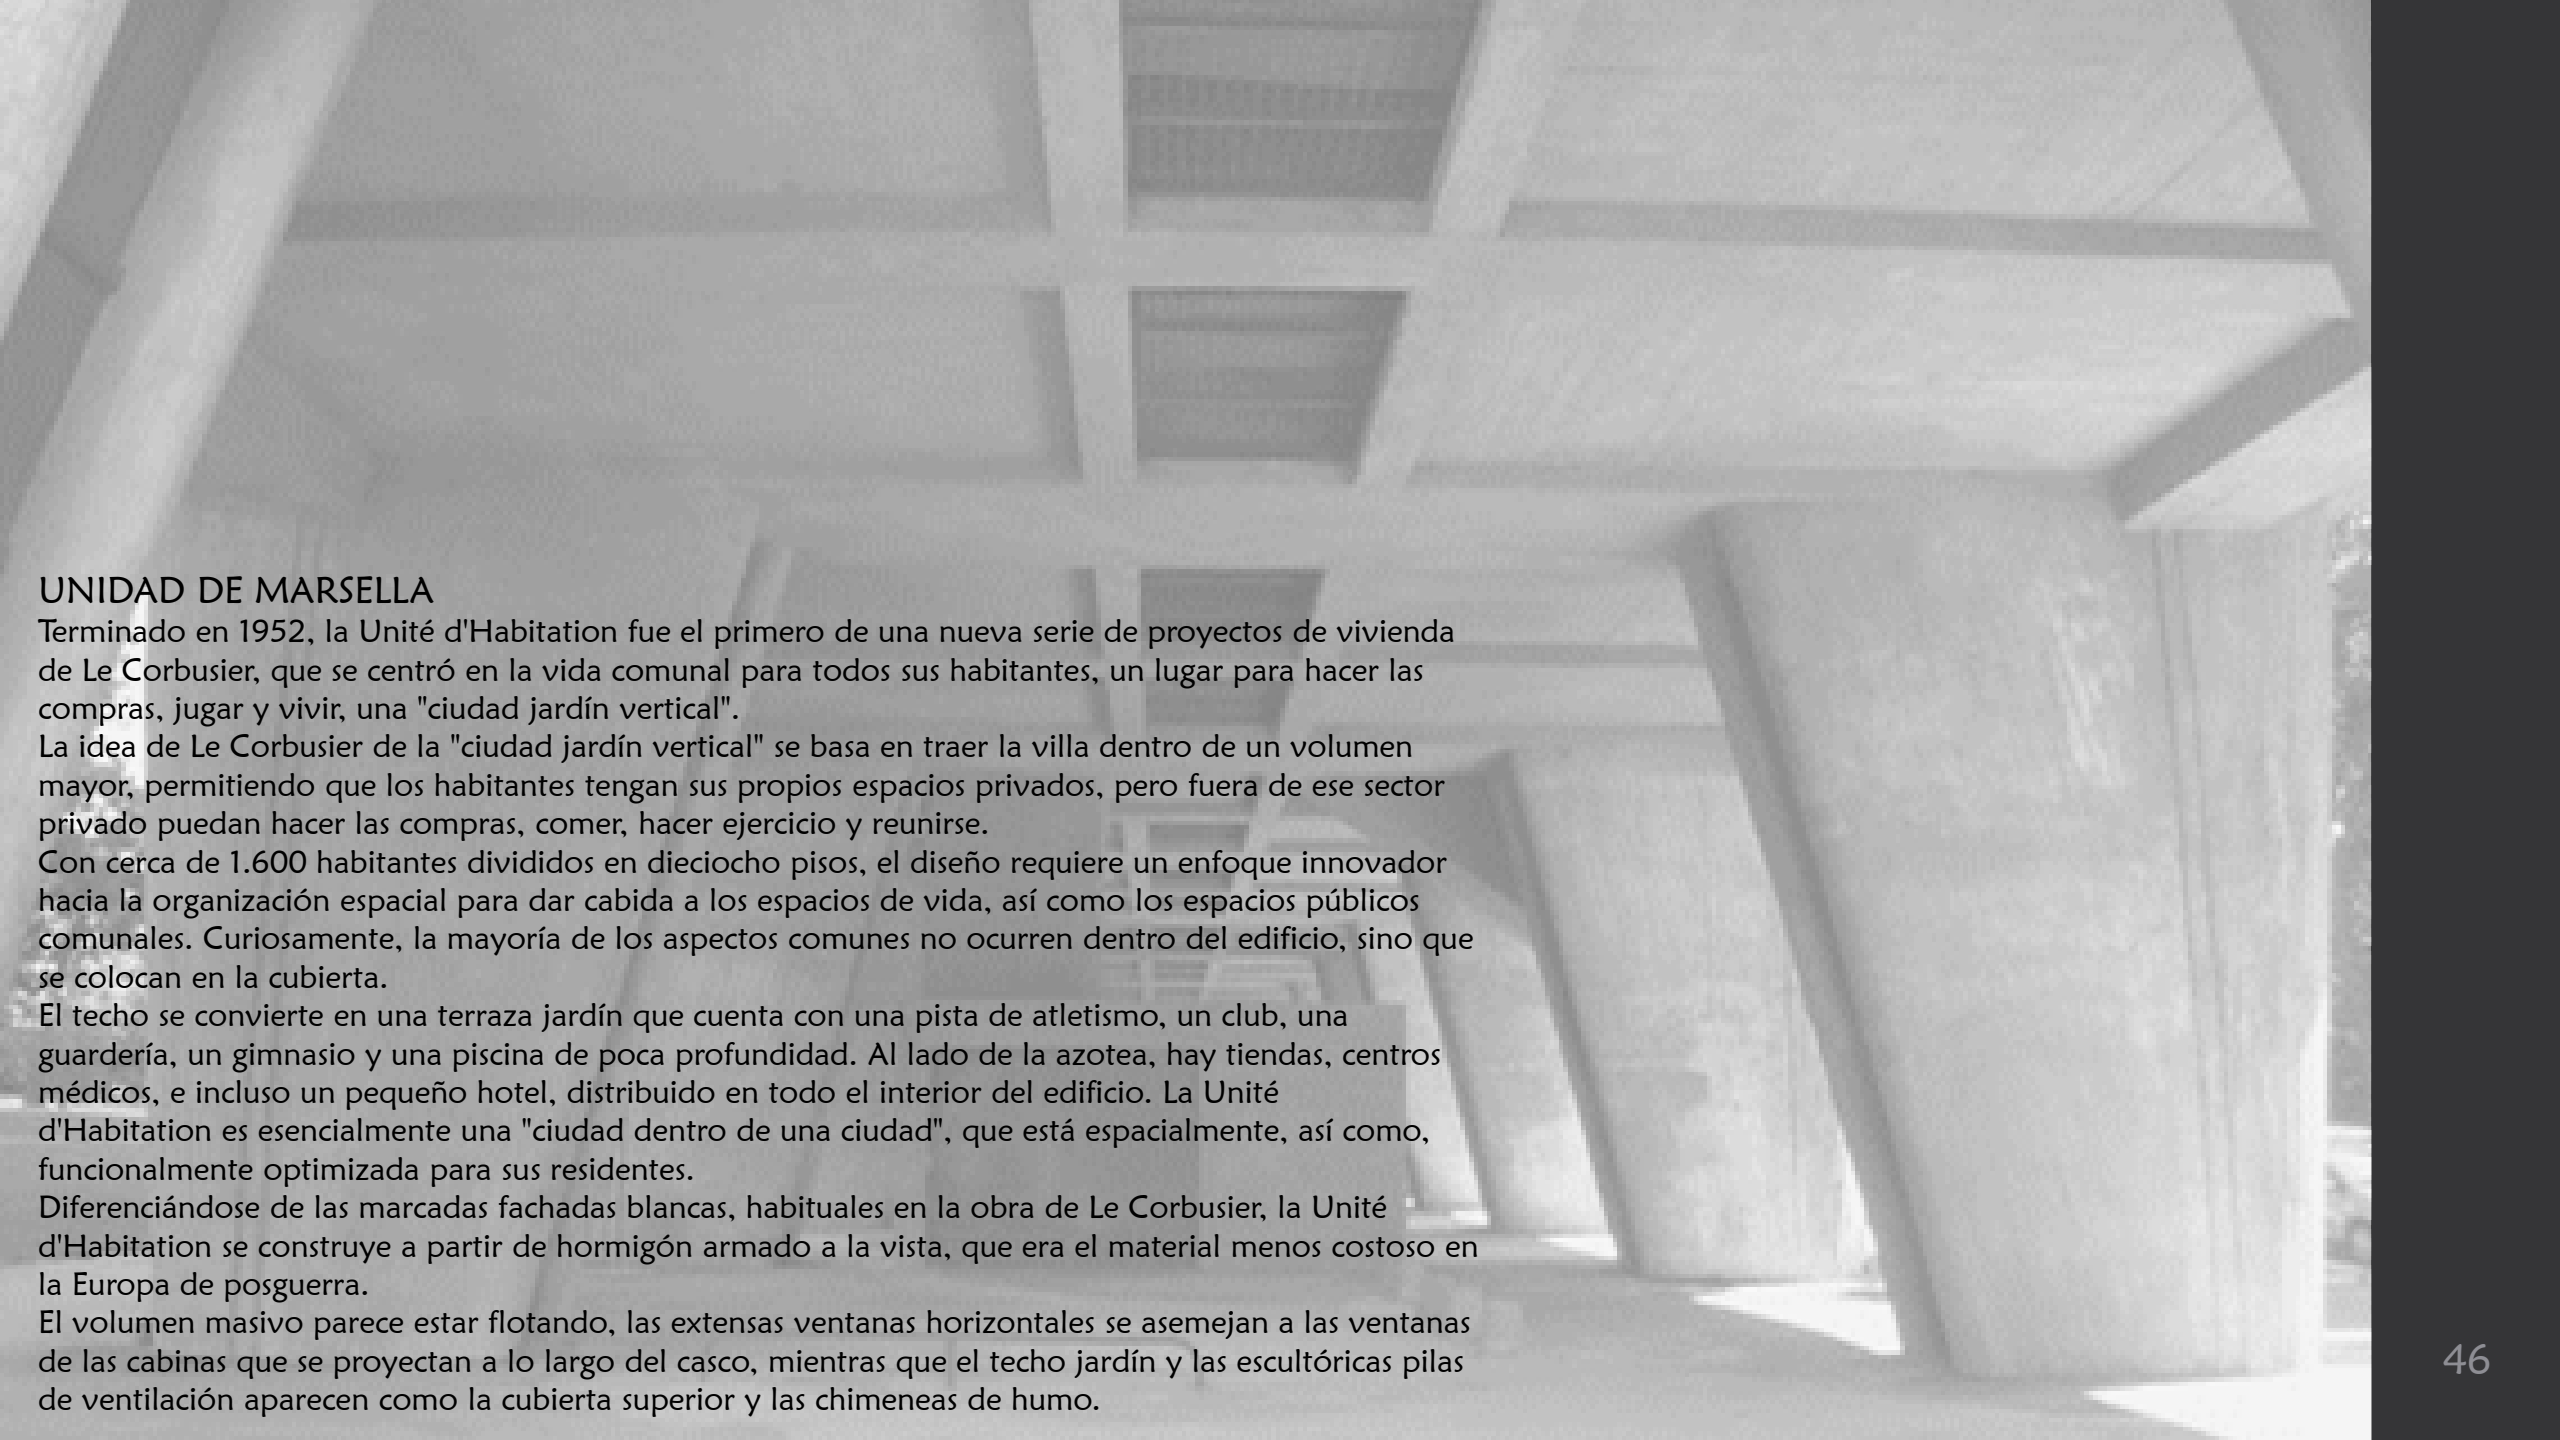 UNIDAD DE MARSELLA
Terminado en 1952, la Unité d'Habitation fue el primero de una nueva serie de proyectos de vivienda
de Le Corbusier, que se centró en la vida comunal para todos sus habitantes, un lugar para hacer las
compras, jugar y vivir, una "ciudad jardín vertical".
La idea de Le Corbusier de la "ciudad jardín vertical" se basa en traer la villa dentro de un volumen
mayor, permitiendo que los habitantes tengan sus propios espacios privados, pero fuera de ese sector
privado puedan hacer las compras, comer, hacer ejercicio y reunirse.
Con cerca de 1.600 habitantes divididos en dieciocho pisos, el diseño requiere un enfoque innovador
hacia la organización espacial para dar cabida a los espacios de vida, así como los espacios públicos
comunales. Curiosamente, la mayoría de los aspectos comunes no ocurren dentro del edificio, sino que
se colocan en la cubierta.
El techo se convierte en una terraza jardín que cuenta con una pista de atletismo, un club, una
guardería, un gimnasio y una piscina de poca profundidad. Al lado de la azotea, hay tiendas, centros
médicos, e incluso un pequeño hotel, distribuido en todo el interior del edificio. La Unité
d'Habitation es esencialmente una "ciudad dentro de una ciudad", que está espacialmente, así como,
funcionalmente optimizada para sus residentes.
Diferenciándose de las marcadas fachadas blancas, habituales en la obra de Le Corbusier, la Unité
d'Habitation se construye a partir de hormigón armado a la vista, que era el material menos costoso en
la Europa de posguerra.
El volumen masivo parece estar flotando, las extensas ventanas horizontales se asemejan a las ventanas
de las cabinas que se proyectan a lo largo del casco, mientras que el techo jardín y las escultóricas pilas
de ventilación aparecen como la cubierta superior y las chimeneas de humo.
46